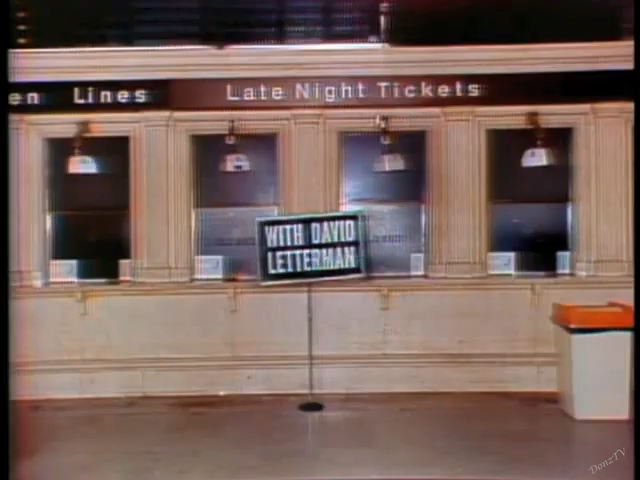 en Lines
Late Night Tickets
WITH DAVID
LETTERMAN
DonzTV